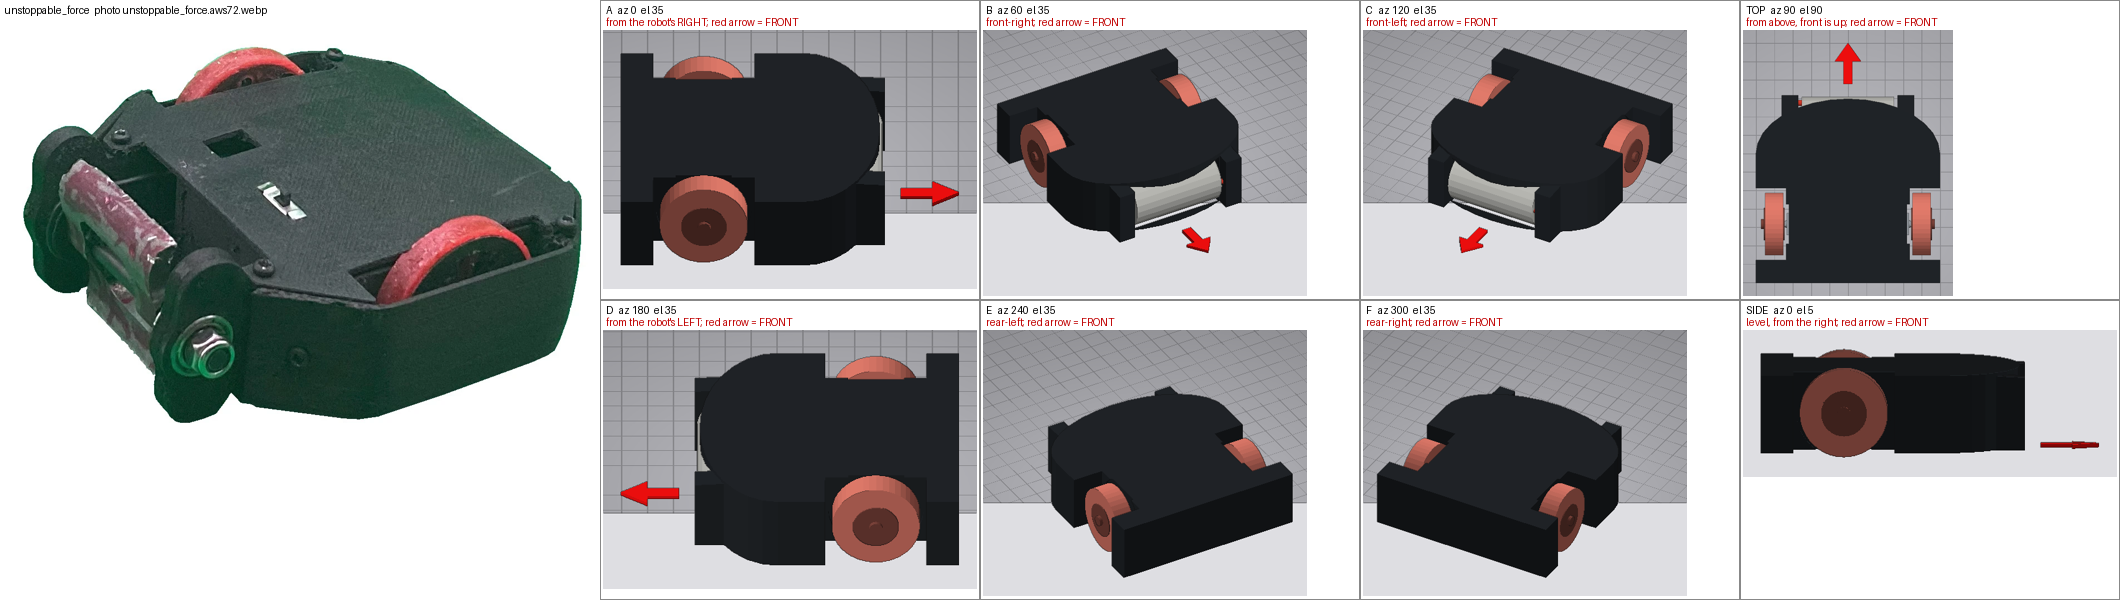 unstoppable_force photo unstoppable_force.aws72.webp
A az 0 el 35
from the robot's RIGHT; red arrow = FRONT
B az 60 el 35
front-right; red arrow = FRONT
C az 120 el 35
front-left; red arrow = FRONT
TOP az 90 el 90
from above, front is up; red arrow = FRONT
D az 180 el 35
from the robot's LEFT; red arrow = FRONT
E az 240 el 35
rear-left; red arrow = FRONT
F az 300 el 35
rear-right; red arrow = FRONT
SIDE az 0 el 5
level, from the right; red arrow = FRONT